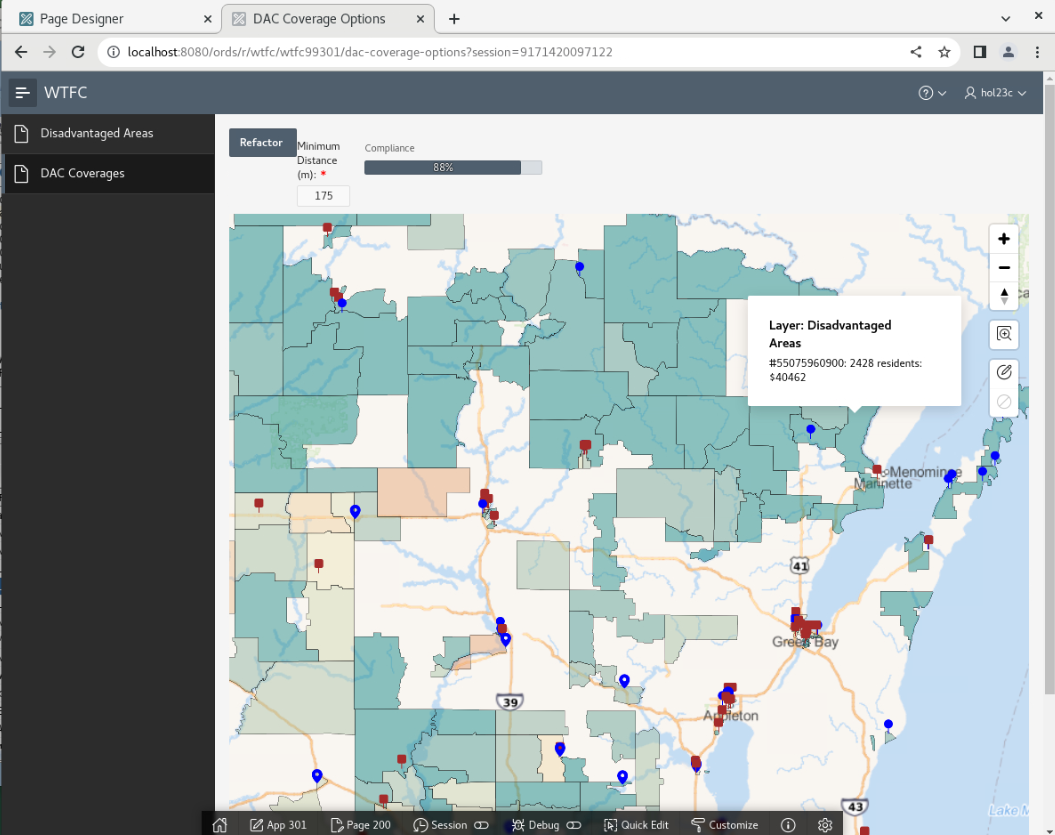 Page Designer
DAC Coverage Options
localhost:8080/ords/r/wtfc/wtfc99301/dac-coverage-options?session=9171420097122
WTFC
hol23c
Disadvantaged Areas
DAC Coverages
Refactor
Minimum
Distance
(m): *
175
Compliance
88%
Layer: Disadvantaged
Areas
#55075960900: 2428 residents:
$40462
Menominee
Marinette
41
Green Bay
39
Appleton
43
Lake M
App 301
Page 200
Session
Debug
Quick Edit
Customize